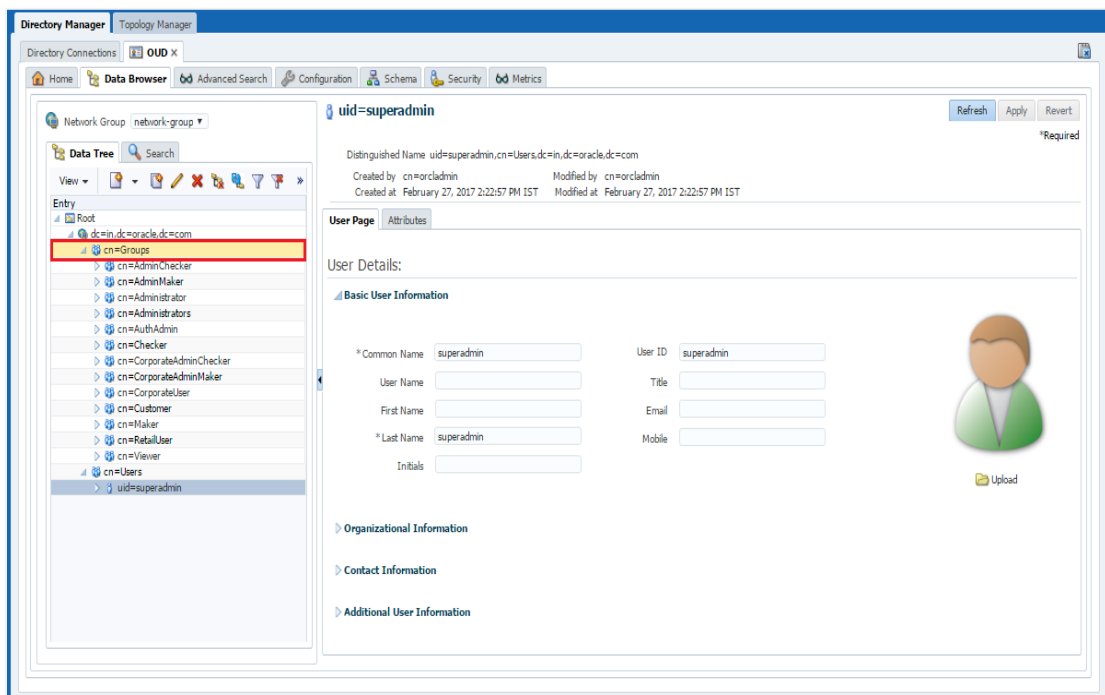 Directory Manager Topology Manager
Directory Connections OUD ×
Home Data Browser Advanced Search Configuration Schema Security Metrics
Network Group network-group
Data Tree Search
View »
Entry
Root
dc=in,dc=oracle,dc=com
cn=Groups
cn=AdminChecker
cn=AdminMaker
cn=Administrator
cn=Administrators
cn=AuthAdmin
cn=Checker
cn=CorporateAdminChecker
cn=CorporateAdminMaker
cn=CorporateUser
cn=Customer
cn=Maker
cn=RetailUser
cn=Viewer
cn=Users
uid=superadmin
uid=superadmin
Refresh Apply Revert
*Required
Distinguished Name uid=superadmin,cn=Users,dc=in,dc=oracle,dc=com
Created by cn=orcladmin Modified by cn=orcladmin
Created at February 27, 2017 2:22:57 PM IST Modified at February 27, 2017 2:22:57 PM IST
User Page Attributes
User Details:
Basic User Information
*Common Name superadmin User ID superadmin
User Name Title
First Name Email
*Last Name superadmin Mobile
Initials
Upload
Organizational Information
Contact Information
Additional User Information